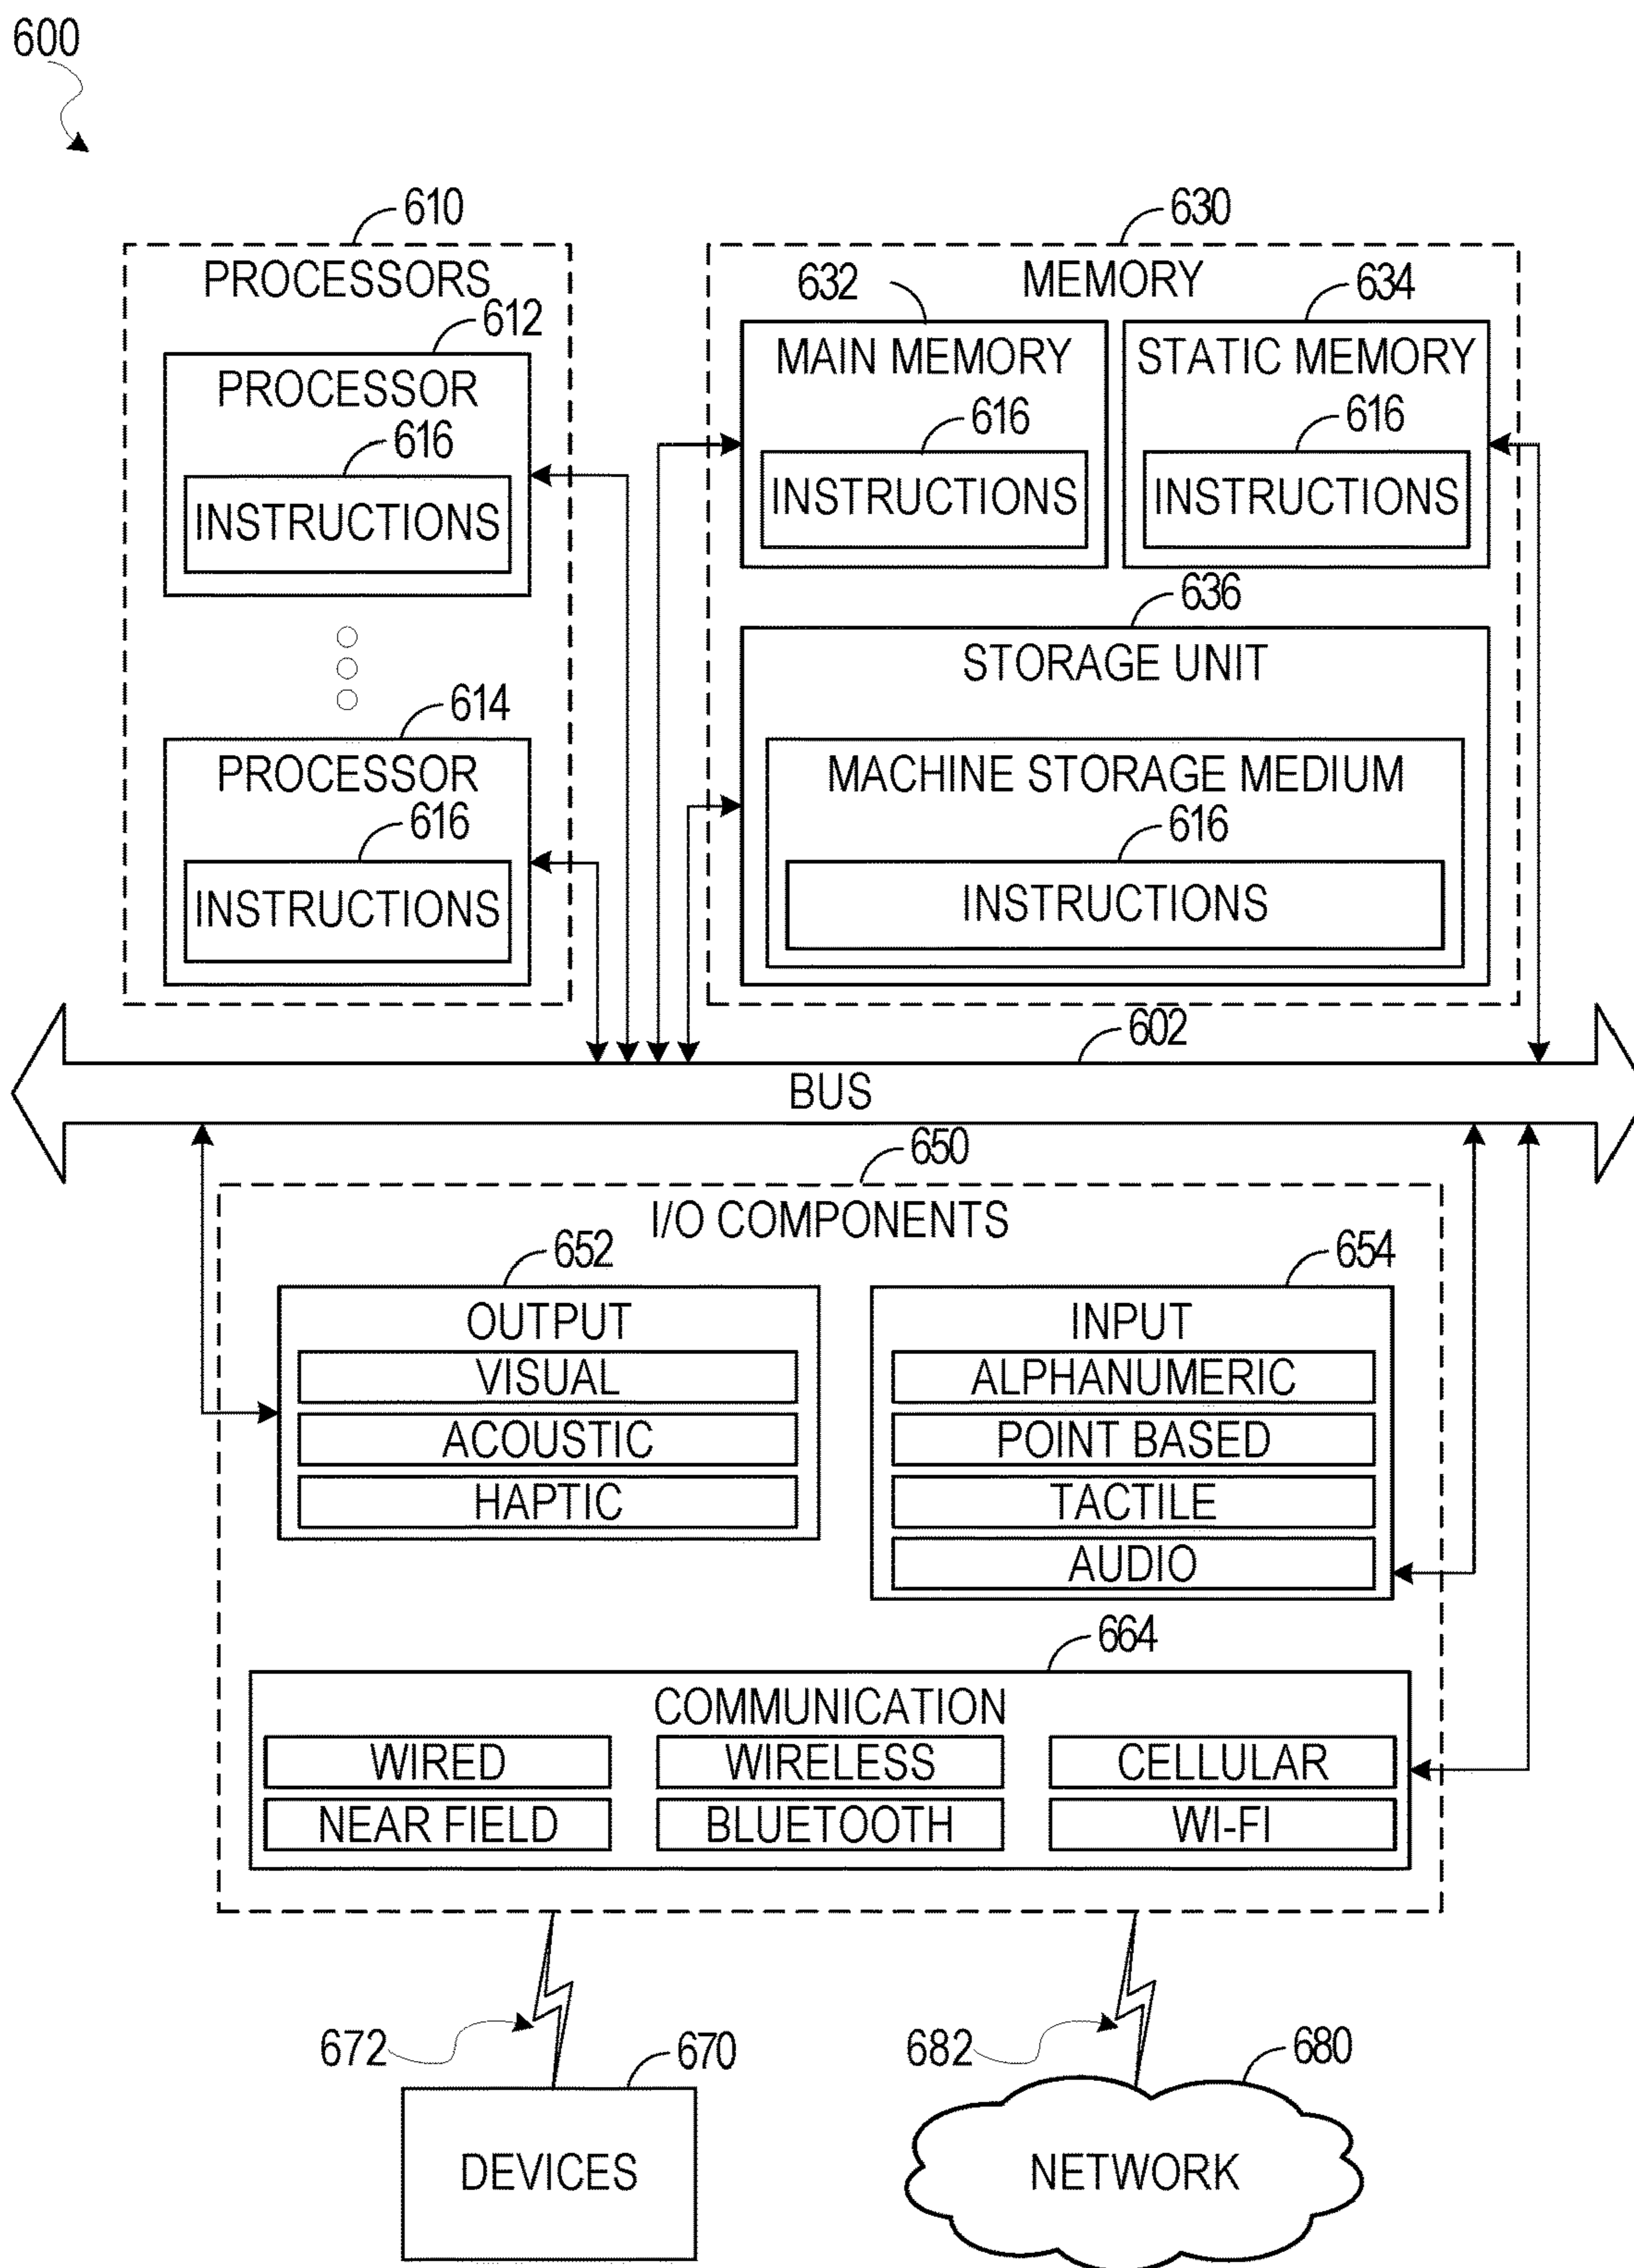 600
610
PROCESSORS
612
PROCESSOR
616
INSTRUCTIONS
614
PROCESSOR
616
INSTRUCTIONS
630
MEMORY
632
MAIN MEMORY
616
INSTRUCTIONS
634
STATIC MEMORY
616
INSTRUCTIONS
636
STORAGE UNIT
MACHINE STORAGE MEDIUM
616
INSTRUCTIONS
602
BUS
650
I/O COMPONENTS
652
OUTPUT
VISUAL
ACOUSTIC
HAPTIC
654
INPUT
ALPHANUMERIC
POINT BASED
TACTILE
AUDIO
664
COMMUNICATION
WIRED
WIRELESS
CELLULAR
NEAR FIELD
BLUETOOTH
WI-FI
672
670
DEVICES
682
680
NETWORK